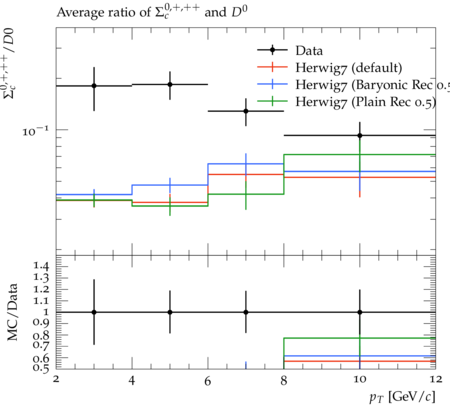 Average ratio of Σc0,+,++ and D0
Σc0,+,++/D0
Data
Herwig7 (default)
Herwig7 (Baryonic Rec 0.5)
Herwig7 (Plain Rec 0.5)
10−1
MC/Data
1.4
1.3
1.2
1.1
1
0.9
0.8
0.7
0.6
0.5
2 4 6 8 10 12
pT [GeV/c]